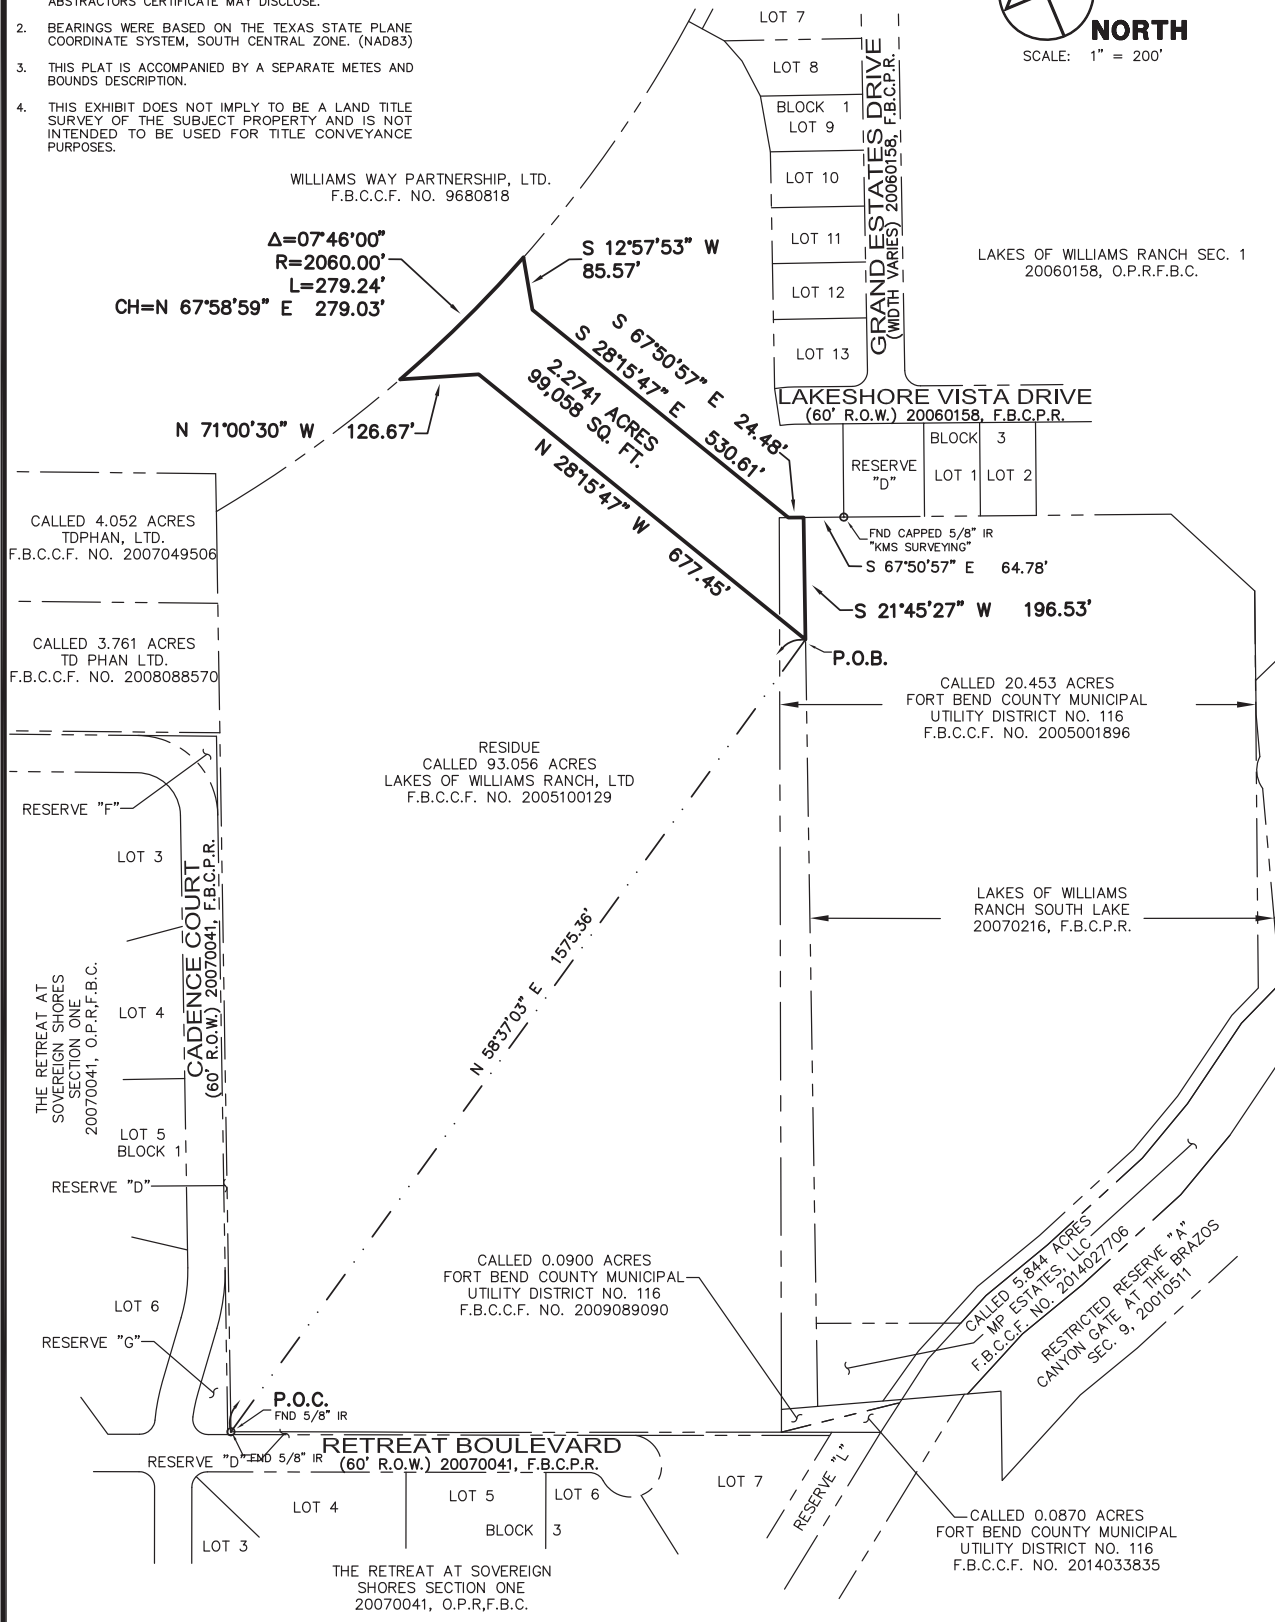 ABSTRACTORS CERTIFICATE MAY DISCLOSE.
2. BEARINGS WERE BASED ON THE TEXAS STATE PLANE
COORDINATE SYSTEM, SOUTH CENTRAL ZONE. (NAD83)
3. THIS PLAT IS ACCOMPANIED BY A SEPARATE METES AND
BOUNDS DESCRIPTION.
4. THIS EXHIBIT DOES NOT IMPLY TO BE A LAND TITLE
SURVEY OF THE SUBJECT PROPERTY AND IS NOT
INTENDED TO BE USED FOR TITLE CONVEYANCE
PURPOSES.
NORTH
SCALE: 1" = 200'
LOT 7
LOT 8
BLOCK 1
LOT 9
LOT 10
LOT 11
LOT 12
LOT 13
GRAND ESTATES DRIVE
(WIDTH VARIES) 20060158, F.B.C.P.R.
LAKES OF WILLIAMS RANCH SEC. 1
20060158, O.P.R.F.B.C.
WILLIAMS WAY PARTNERSHIP, LTD.
F.B.C.C.F. NO. 9680818
Δ=07°46'00"
R=2060.00'
L=279.24'
CH=N 67°58'59" E 279.03'
S 12°57'53" W
85.57'
S 67°50'57" E 24.48'
S 28°15'47" E 530.61'
2.2741 ACRES
99,058 SQ. FT.
N 28°15'47" W 677.45'
N 71°00'30" W 126.67'
LAKESHORE VISTA DRIVE
(60' R.O.W.) 20060158, F.B.C.P.R.
BLOCK 3
RESERVE
"D"
LOT 1
LOT 2
FND CAPPED 5/8" IR
"KMS SURVEYING"
S 67°50'57" E 64.78'
S 21°45'27" W 196.53'
P.O.B.
CALLED 4.052 ACRES
TDPHAN, LTD.
F.B.C.C.F. NO. 2007049506
CALLED 3.761 ACRES
TD PHAN LTD.
F.B.C.C.F. NO. 2008088570
CALLED 20.453 ACRES
FORT BEND COUNTY MUNICIPAL
UTILITY DISTRICT NO. 116
F.B.C.C.F. NO. 2005001896
RESIDUE
CALLED 93.056 ACRES
LAKES OF WILLIAMS RANCH, LTD
F.B.C.C.F. NO. 2005100129
RESERVE "F"
LOT 3
CADENCE COURT
(60' R.O.W.) 20070041, F.B.C.P.R.
LAKES OF WILLIAMS
RANCH SOUTH LAKE
20070216, F.B.C.P.R.
N 58°37'03" E 1575.36'
THE RETREAT AT
SOVEREIGN SHORES
SECTION ONE
20070041, O.P.R,F.B.C.
LOT 4
LOT 5
BLOCK 1
RESERVE "D"
LOT 6
RESERVE "G"
CALLED 0.0900 ACRES
FORT BEND COUNTY MUNICIPAL
UTILITY DISTRICT NO. 116
F.B.C.C.F. NO. 2009089090
CALLED 5.844 ACRES
MP ESTATES, LLC
F.B.C.C.F. NO. 2014027706
RESTRICTED RESERVE "A"
CANYON GATE AT THE BRAZOS
SEC. 9, 20010511
P.O.C.
FND 5/8" IR
RESERVE "D"
FND 5/8" IR
RETREAT BOULEVARD
(60' R.O.W.) 20070041, F.B.C.P.R.
LOT 3
LOT 4
LOT 5
LOT 6
BLOCK 3
LOT 7
RESERVE "L"
CALLED 0.0870 ACRES
FORT BEND COUNTY MUNICIPAL
UTILITY DISTRICT NO. 116
F.B.C.C.F. NO. 2014033835
THE RETREAT AT SOVEREIGN
SHORES SECTION ONE
20070041, O.P.R,F.B.C.